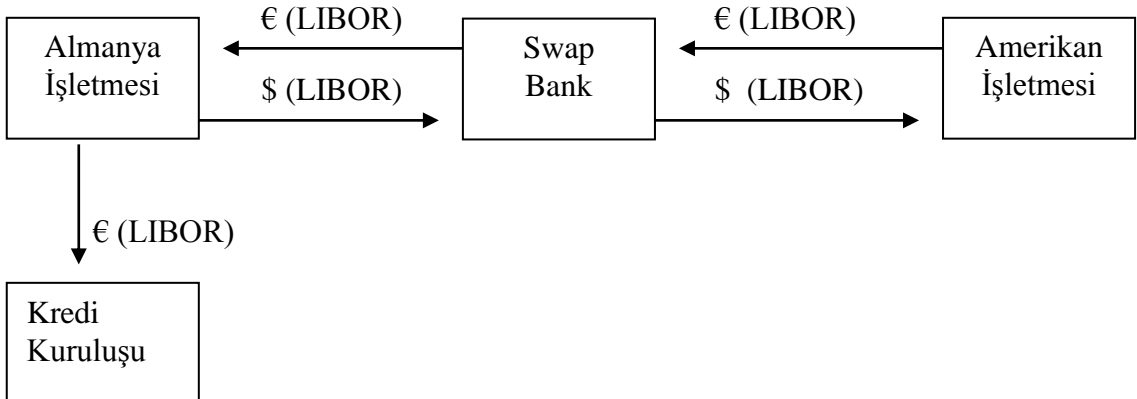 € (LIBOR)
€ (LIBOR)
Almanya
İşletmesi
Swap
Bank
Amerikan
İşletmesi
$ (LIBOR)
$ (LIBOR)
€ (LIBOR)
Kredi
Kuruluşu